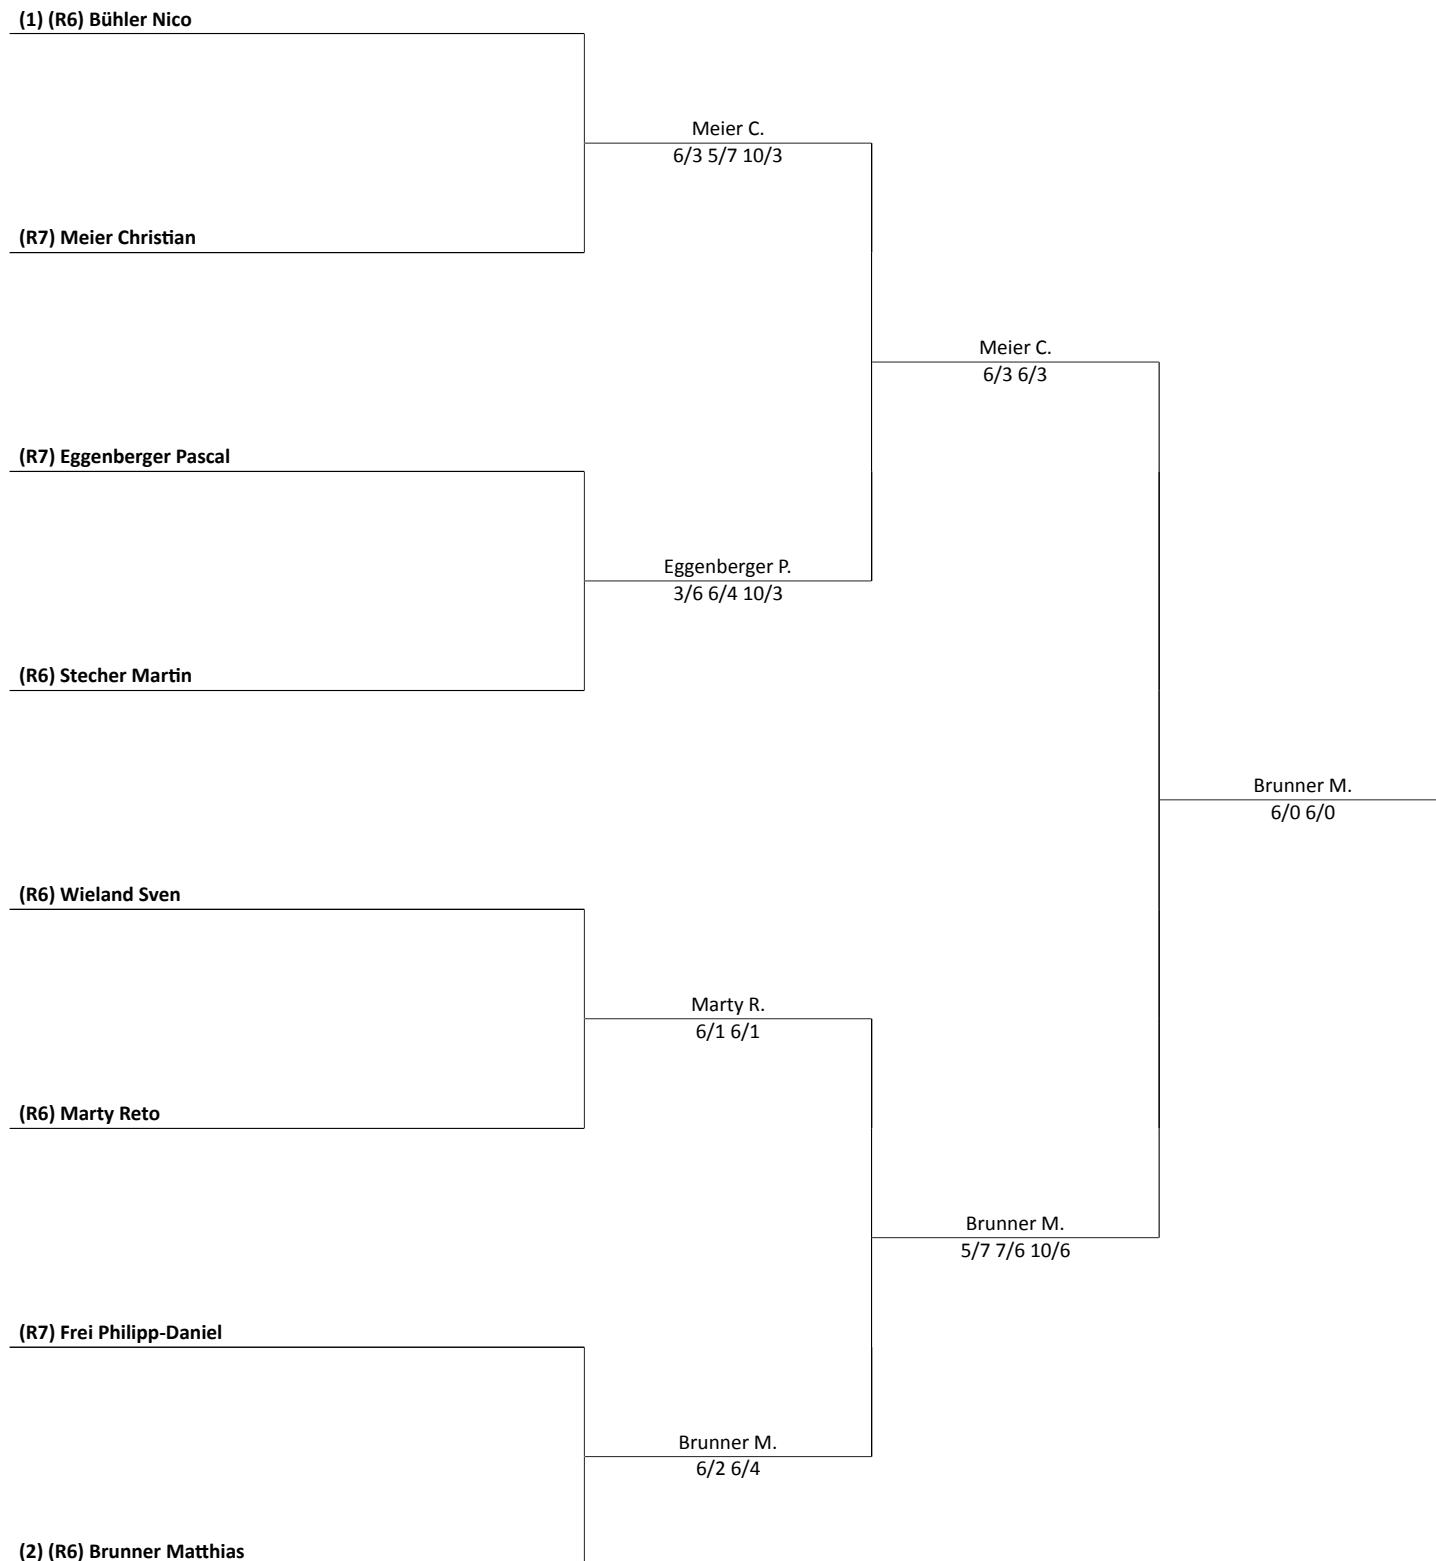 (1) (R6) Bühler Nico
Meier C.
6/3 5/7 10/3
(R7) Meier Christian
Meier C.
6/3 6/3
(R7) Eggenberger Pascal
Eggenberger P.
3/6 6/4 10/3
(R6) Stecher Martin
Brunner M.
6/0 6/0
(R6) Wieland Sven
Marty R.
6/1 6/1
(R6) Marty Reto
Brunner M.
5/7 7/6 10/6
(R7) Frei Philipp-Daniel
Brunner M.
6/2 6/4
(2) (R6) Brunner Matthias